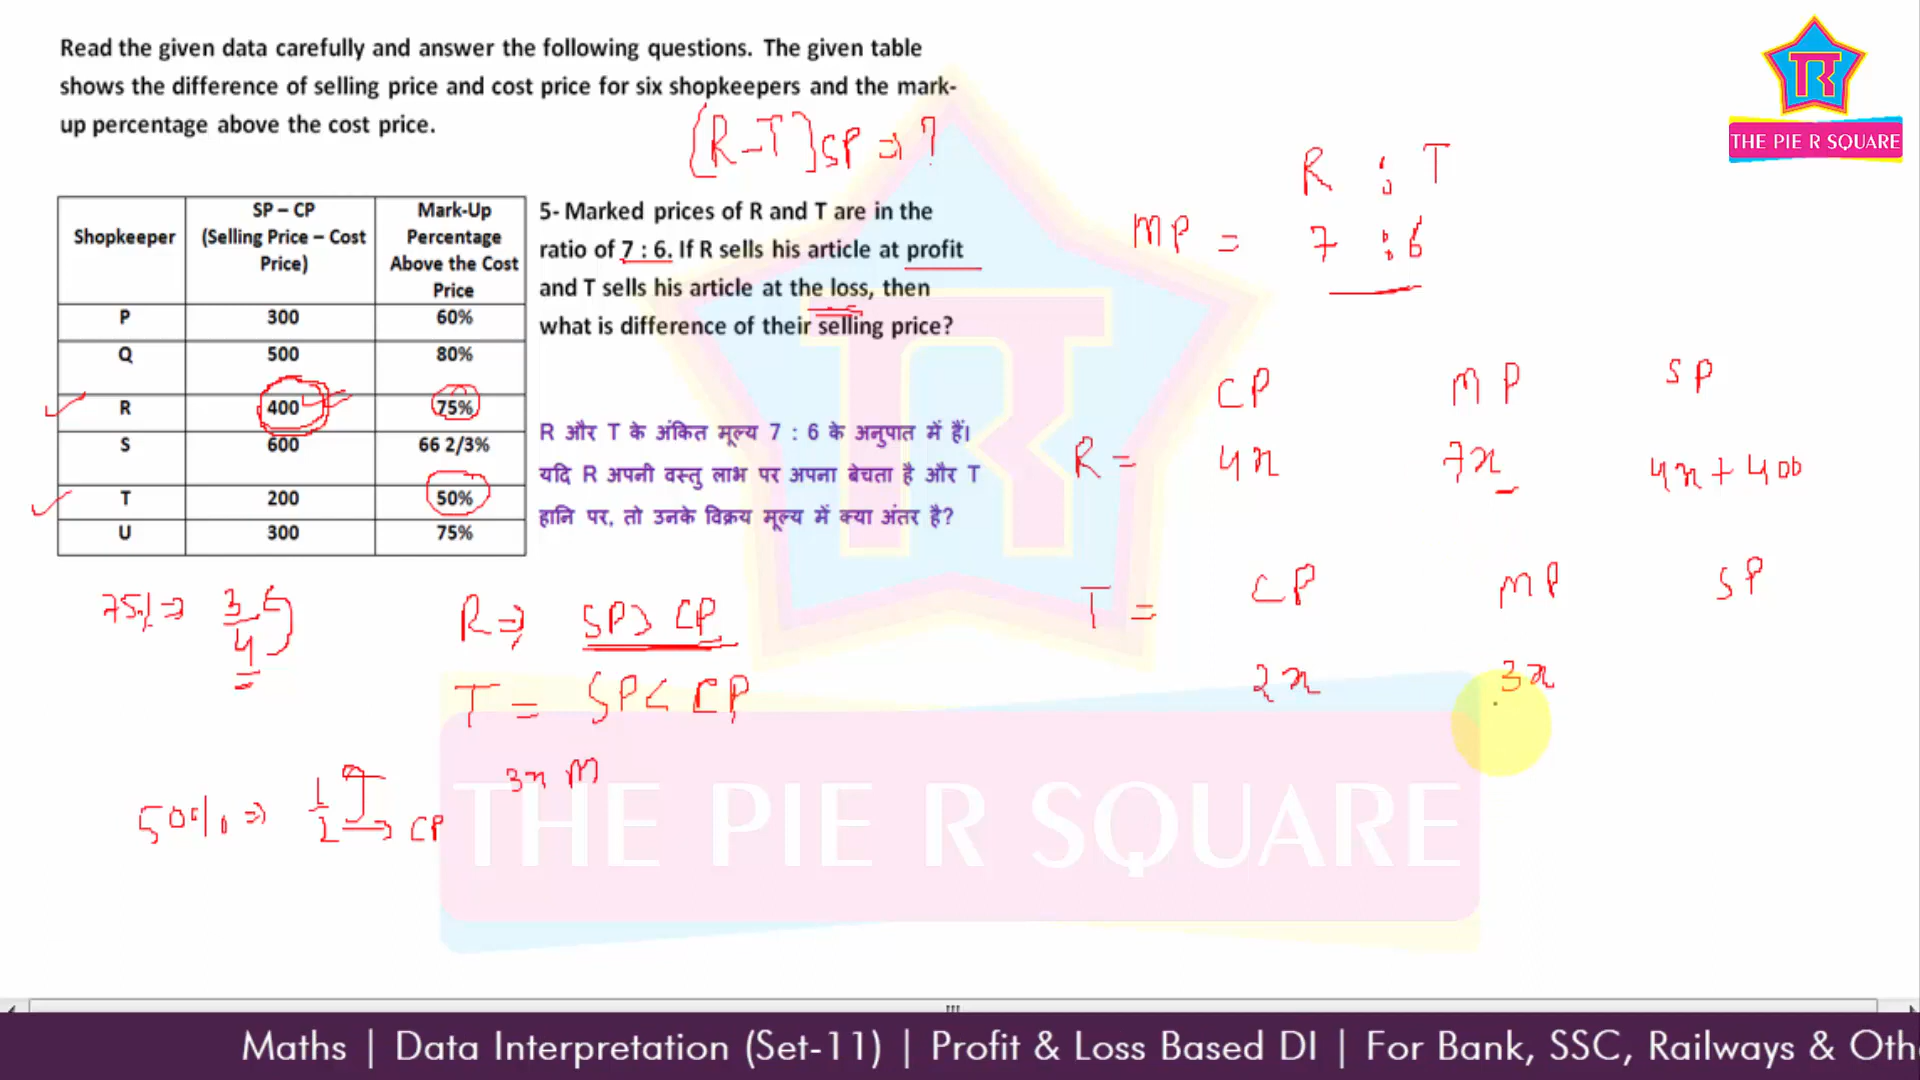 Read the given data carefully and answer the following questions. The given table
shows the difference of selling price and cost price for six shopkeepers and the mark-
up percentage above the cost price.
[R-T]SP => ?
THE PIE R SQUARE
R : T
MP = 7 : 6
Shopkeeper SP – CP (Selling Price – Cost Price) Mark-Up Percentage Above the Cost Price
P 300 60%
Q 500 80%
R 400 75%
S 600 66 2/3%
T 200 50%
U 300 75%
5- Marked prices of R and T are in the
ratio of 7 : 6. If R sells his article at profit
and T sells his article at the loss, then
what is difference of their selling price?
R और T के अंकित मूल्य 7 : 6 के अनुपात में हैं।
यदि R अपनी वस्तु लाभ पर अपना बेचता है और T
हानि पर, तो उनके विक्रय मूल्य में क्या अंतर है?
CP MP SP
R = 4x 7x 4x + 400
T = CP MP SP
2x 3x
75% => 3/4
R => SP > CP
T = SP < CP
3x M
50% => 1/2 → CP
THE PIE R SQUARE
Maths | Data Interpretation (Set-11) | Profit & Loss Based DI | For Bank, SSC, Railways & Oth